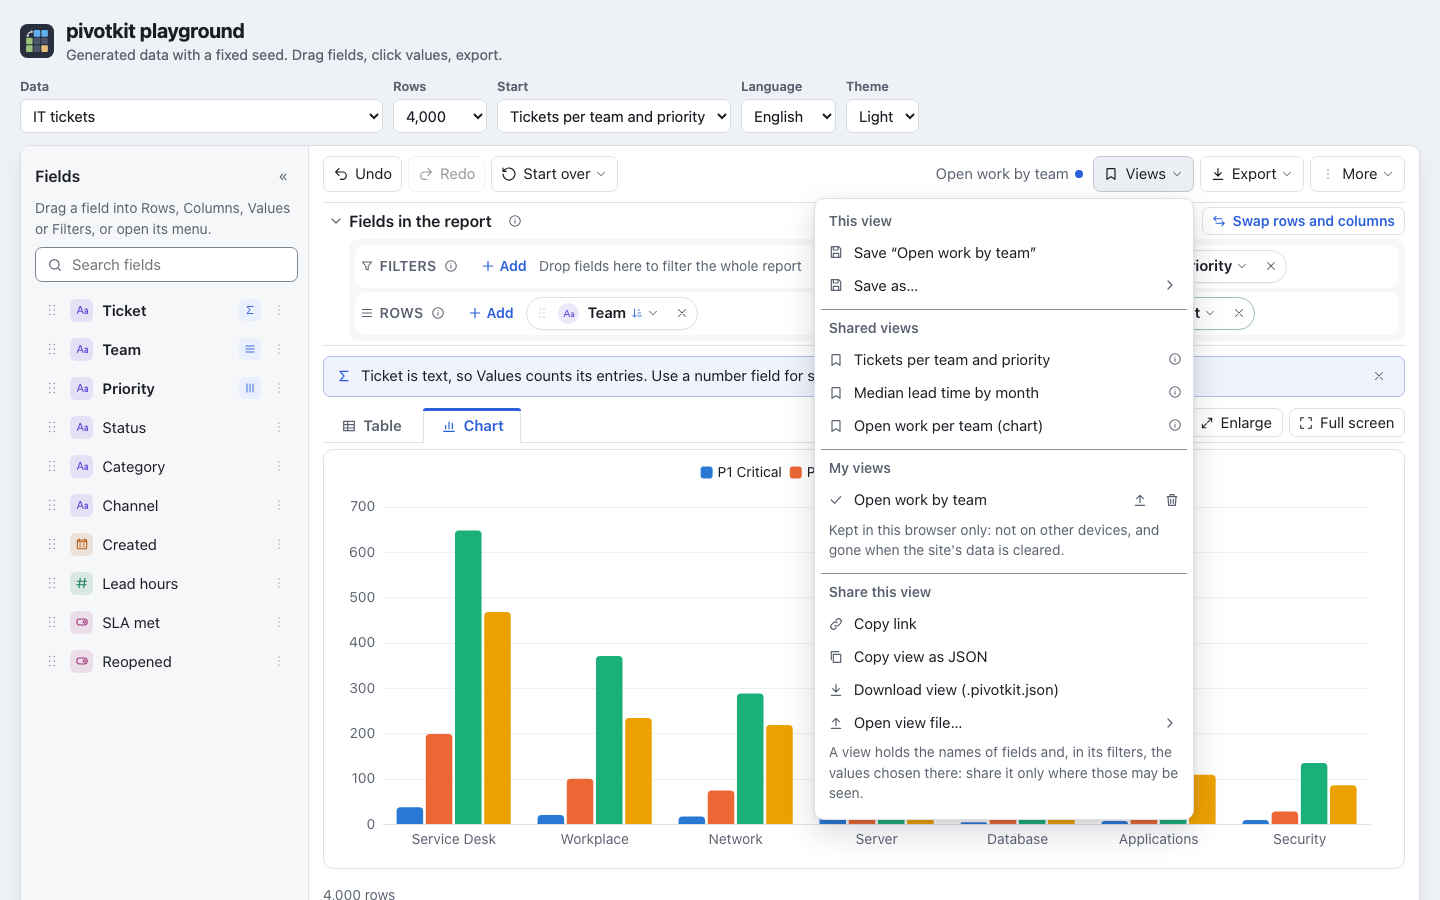 pivotkit playground
Generated data with a fixed seed. Drag fields, click values, export.
Data
Rows
Start
Language
Theme
IT tickets
4,000
Tickets per team and priority
English
Light
Fields
«
Drag a field into Rows, Columns, Values
or Filters, or open its menu.
Search fields
Aa Ticket Σ
Aa Team
Aa Priority
Aa Status
Aa Category
Aa Channel
Created
# Lead hours
SLA met
Reopened
Undo
Redo
Start over
Open work by team
Views
Export
More
Fields in the report
Swap rows and columns
FILTERS
+ Add
Drop fields here to filter the whole report
ROWS
+ Add
Aa Team
Σ Ticket is text, so Values counts its entries. Use a number field for
Table
Chart
Enlarge
Full screen
P1 Critical
700
600
500
400
300
200
100
0
Service Desk
Workplace
Network
Server
Database
Applications
Security
4,000 rows
This view
Save “Open work by team”
Save as...
Shared views
Tickets per team and priority
Median lead time by month
Open work per team (chart)
My views
Open work by team
Kept in this browser only: not on other devices, and
gone when the site's data is cleared.
Share this view
Copy link
Copy view as JSON
Download view (.pivotkit.json)
Open view file...
A view holds the names of fields and, in its filters, the
values chosen there: share it only where those may be
seen.